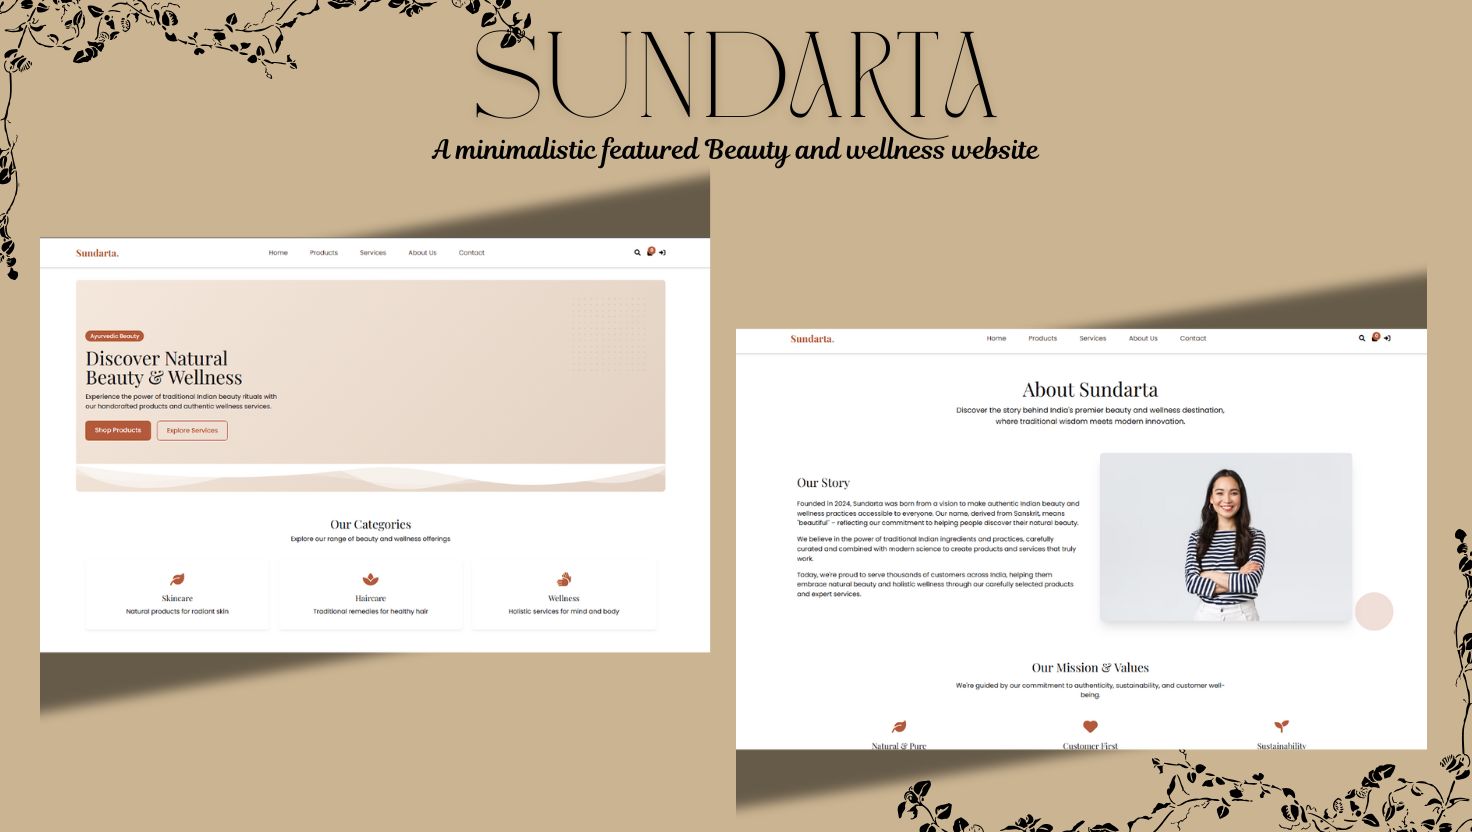 SUNDARTA
A minimalistic featured Beauty and wellness website
Sundarta.
Home Products Services About Us Contact
0
Ayurvedic Beauty
Discover Natural
Beauty & Wellness
Experience the power of traditional Indian beauty rituals with
our handcrafted products and authentic wellness services.
Shop Products Explore Services
Our Categories
Explore our range of beauty and wellness offerings
Skincare
Natural products for radiant skin
Haircare
Traditional remedies for healthy hair
Wellness
Holistic services for mind and body
Sundarta.
Home Products Services About Us Contact
0
About Sundarta
Discover the story behind India's premier beauty and wellness destination,
where traditional wisdom meets modern innovation.
Our Story
Founded in 2024, Sundarta was born from a vision to make authentic Indian beauty and
wellness practices accessible to everyone. Our name, derived from Sanskrit, means
"beautiful" – reflecting our commitment to helping people discover their natural beauty.
We believe in the power of traditional Indian ingredients and practices, carefully
curated and combined with modern science to create products and services that truly
work.
Today, we're proud to serve thousands of customers across India, helping them
embrace natural beauty and holistic wellness through our carefully selected products
and expert services.
Our Mission & Values
We're guided by our commitment to authenticity, sustainability, and customer well-
being.
Natural & Pure Customer First Sustainability